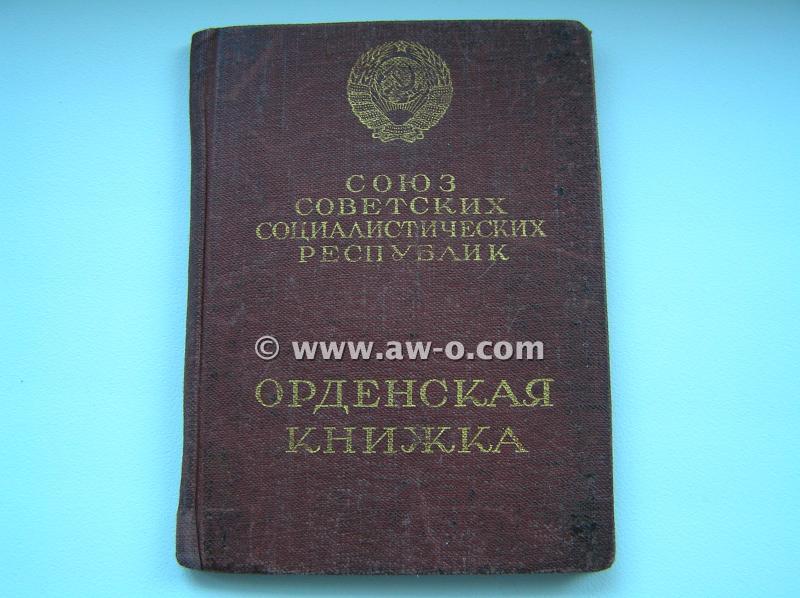 СОЮЗ
СОВЕТСКИХ
СОЦИАЛИСТИЧЕСКИХ
РЕСПУБЛИК
© www.aw-o.com
ОРДЕНСКАЯ
КНИЖКА